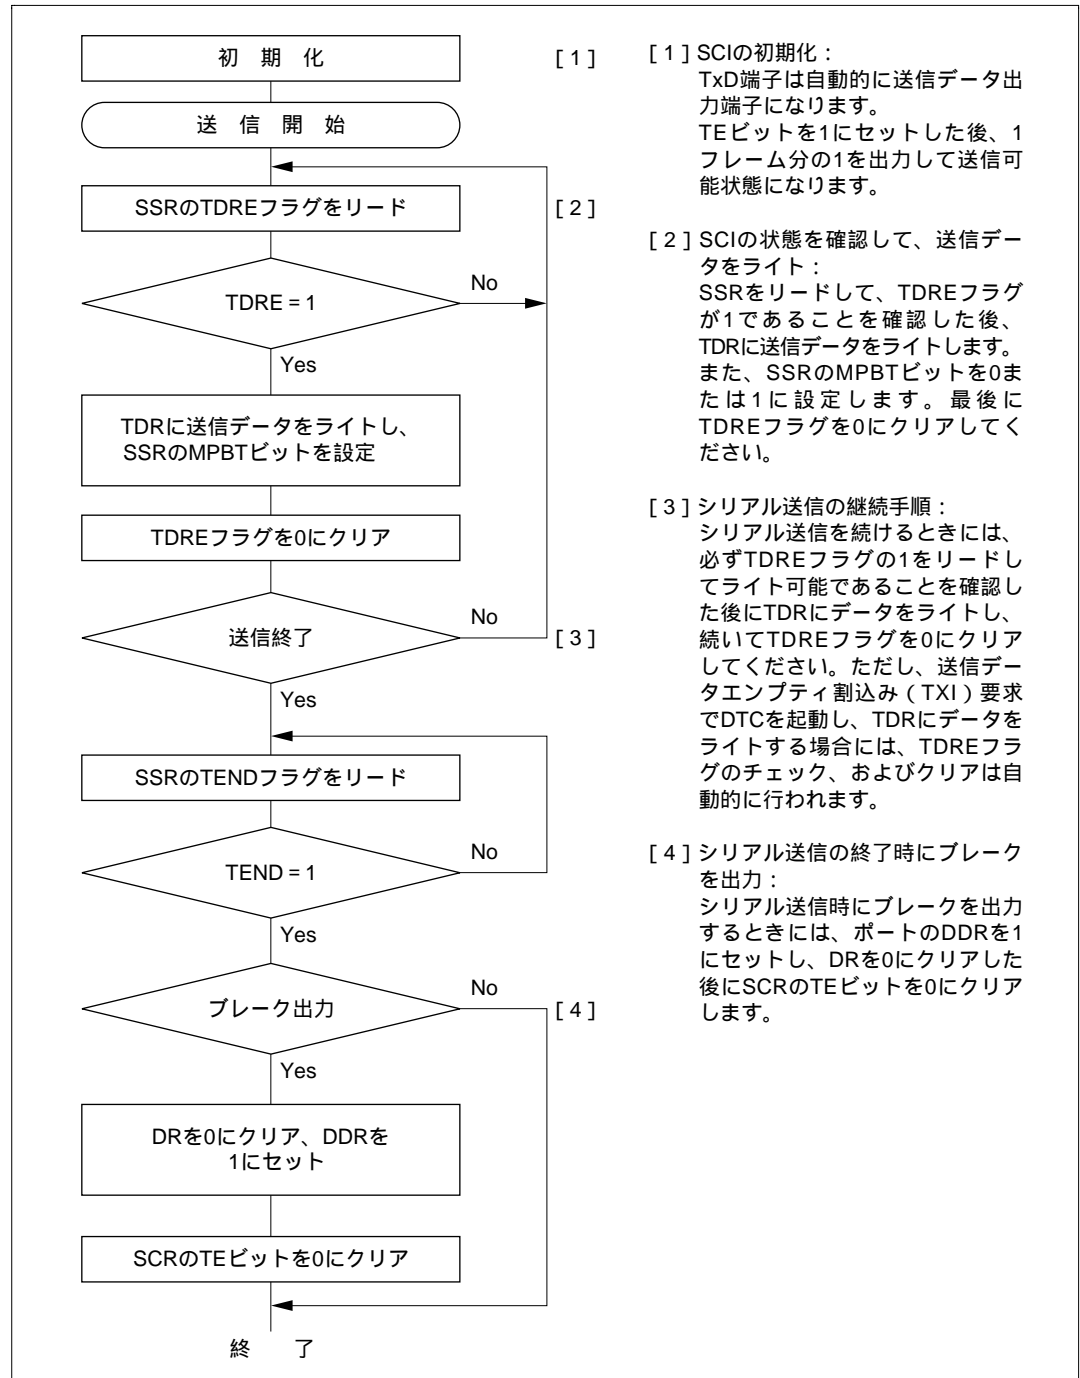 初 期 化
[ 1 ]
送 信 開 始
SSRのTDREフラグをリード
[ 2 ]
TDRE = 1
No
Yes
TDRに送信データをライトし、
SSRのMPBTビットを設定
TDREフラグを0にクリア
送信終了
No
[ 3 ]
Yes
SSRのTENDフラグをリード
TEND = 1
No
Yes
ブレーク出力
No
[ 4 ]
Yes
DRを0にクリア、DDRを
1にセット
SCRのTEビットを0にクリア
終 了
[ 1 ] SCIの初期化：
TxD端子は自動的に送信データ出
力端子になります。
TEビットを1にセットした後、1
フレーム分の1を出力して送信可
能状態になります。
[ 2 ] SCIの状態を確認して、送信デー
タをライト：
SSRをリードして、TDREフラグ
が1であることを確認した後、
TDRに送信データをライトします。
また、SSRのMPBTビットを0ま
たは1に設定します。最後に
TDREフラグを0にクリアしてく
ださい。
[ 3 ] シリアル送信の継続手順：
シリアル送信を続けるときには、
必ずTDREフラグの1をリードし
てライト可能であることを確認し
た後にTDRにデータをライトし、
続いてTDREフラグを0にクリア
してください。ただし、送信デー
タエンプティ割込み（TXI）要求
でDTCを起動し、TDRにデータを
ライトする場合には、TDREフラ
グのチェック、およびクリアは自
動的に行われます。
[ 4 ] シリアル送信の終了時にブレーク
を出力：
シリアル送信時にブレークを出力
するときには、ポートのDDRを1
にセットし、DRを0にクリアした
後にSCRのTEビットを0にクリア
します。